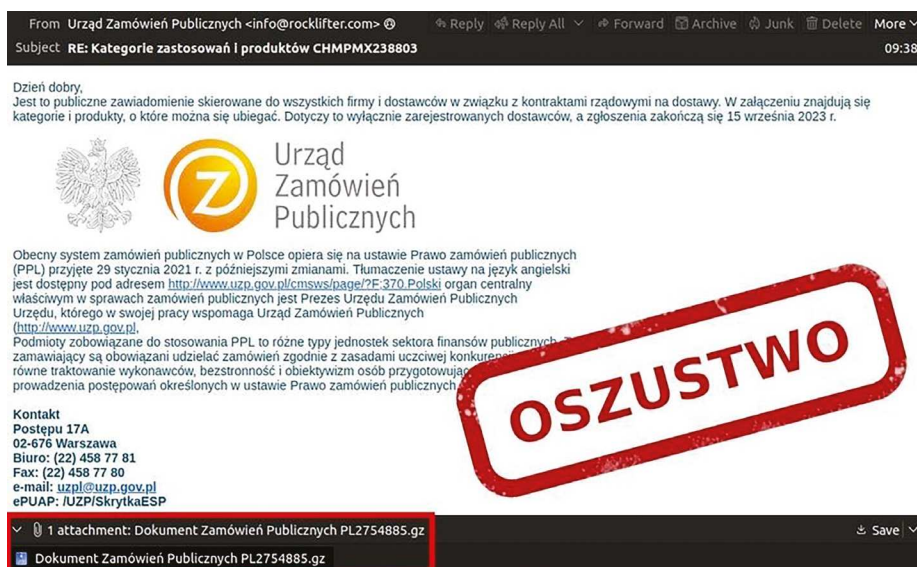 From Urząd Zamówień Publicznych <info@rocklifter.com>
Reply Reply All Forward Archive Junk Delete More
Subject RE: Kategorie zastosowań i produktów CHMPMX238803
09:38
Dzień dobry,
Jest to publiczne zawiadomienie skierowane do wszystkich firmy i dostawców w związku z kontraktami rządowymi na dostawy. W załączeniu znajdują się
kategorie i produkty, o które można się ubiegać. Dotyczy to wyłącznie zarejestrowanych dostawców, a zgłoszenia zakończą się 15 września 2023 r.
Urząd
Zamówień
Publicznych
Obecny system zamówień publicznych w Polsce opiera się na ustawie Prawo zamówień publicznych
(PPL) przyjęte 29 stycznia 2021 r. z późniejszymi zmianami. Tłumaczenie ustawy na język angielski
jest dostępny pod adresem http://www.uzp.gov.pl/cmsws/page/?F;370.Polski organ centralny
właściwym w sprawach zamówień publicznych jest Prezes Urzędu Zamówień Publicznych
Urzędu, którego w swojej pracy wspomaga Urząd Zamówień Publicznych
(http://www.uzp.gov.pl,
Podmioty zobowiązane do stosowania PPL to różne typy jednostek sektora finansów publicznych.
zamawiający są obowiązani udzielać zamówień zgodnie z zasadami uczciwej
równe traktowanie wykonawców, bezstronność i obiektywizm osób
prowadzenia postępowań określonych w ustawie Prawo zamówień publicznych
OSZUSTWO
Kontakt
Postępu 17A
02-676 Warszawa
Biuro: (22) 458 77 81
Fax: (22) 458 77 80
e-mail: uzpl@uzp.gov.pl
ePUAP: /UZP/SkrytkaESP
1 attachment: Dokument Zamówień Publicznych PL2754885.gz
Save
Dokument Zamówień Publicznych PL2754885.gz